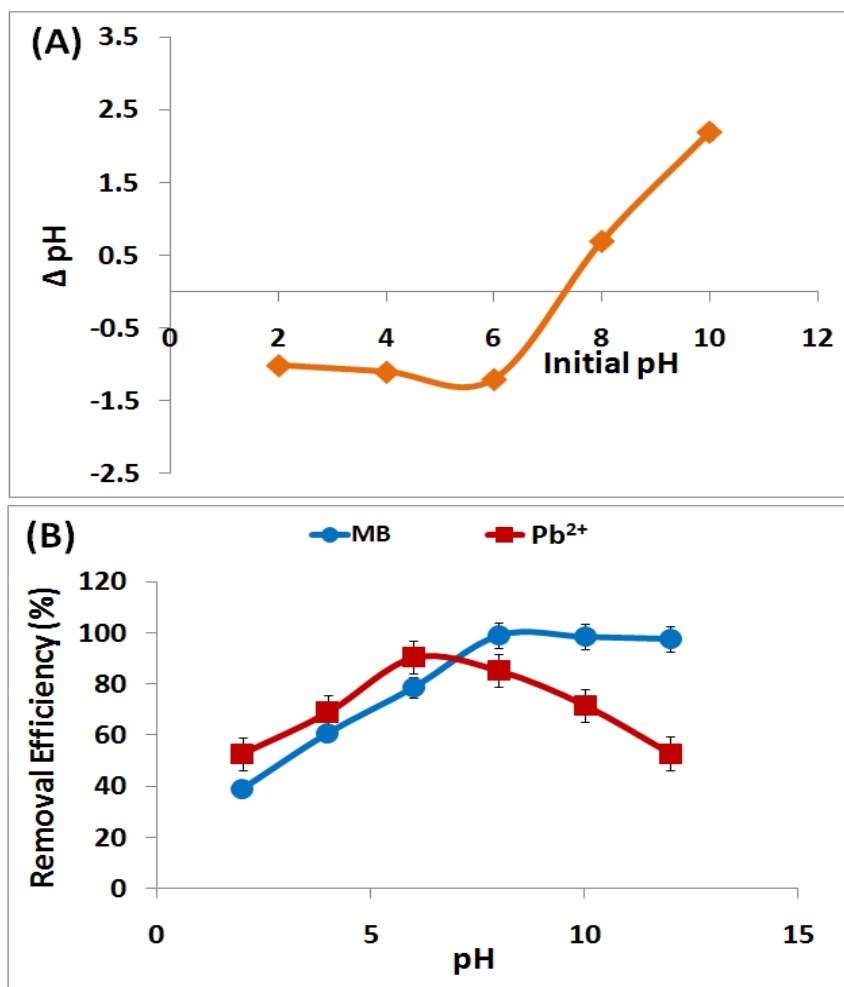 (A)
3.5
2.5
1.5
0.5
-0.5
-1.5
-2.5
Δ pH
0 2 4 6 8 10 12
Initial pH
(B)
MB Pb²⁺
120
100
80
60
40
20
0
Removal Efficiency (%)
0 5 10 15
pH